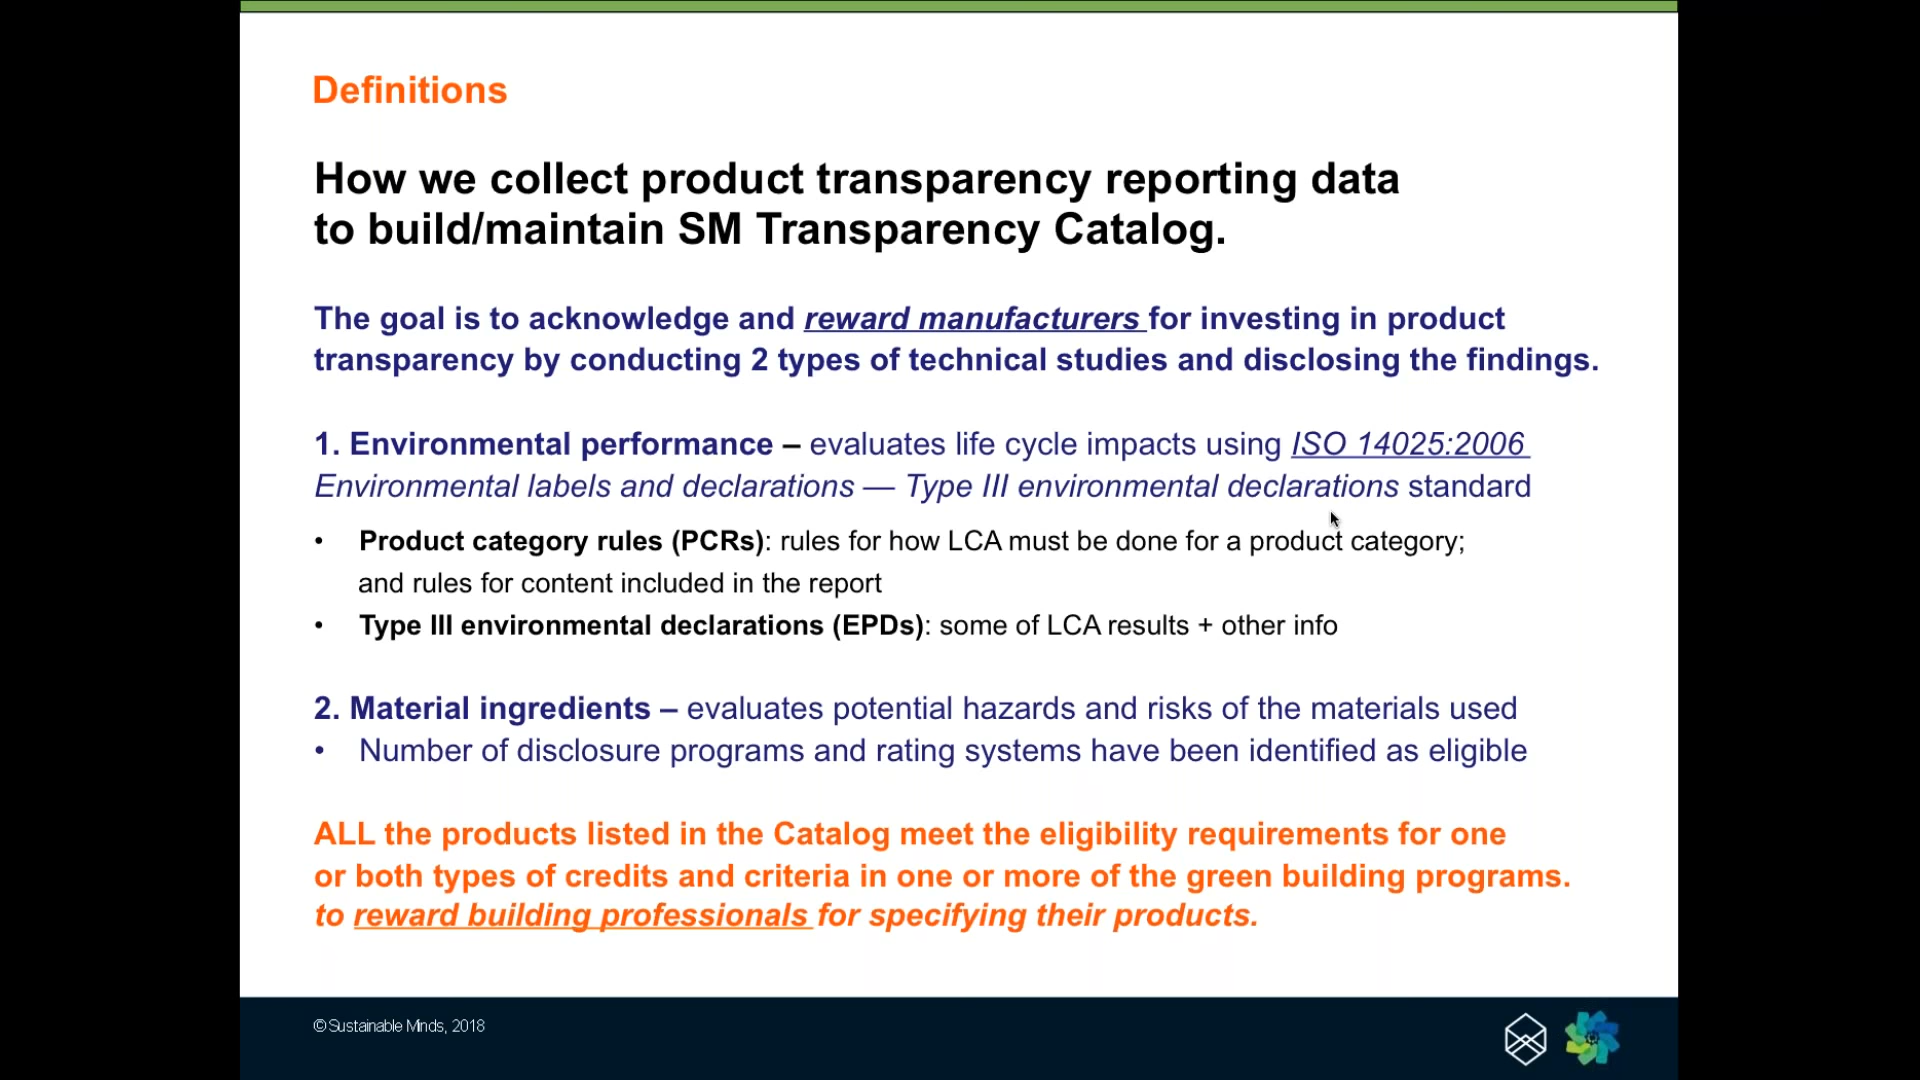 Definitions
How we collect product transparency reporting data
to build/maintain SM Transparency Catalog.
The goal is to acknowledge and reward manufacturers for investing in product
transparency by conducting 2 types of technical studies and disclosing the findings.
1. Environmental performance – evaluates life cycle impacts using ISO 14025:2006
Environmental labels and declarations — Type III environmental declarations standard
• Product category rules (PCRs): rules for how LCA must be done for a product category;
and rules for content included in the report
• Type III environmental declarations (EPDs): some of LCA results + other info
2. Material ingredients – evaluates potential hazards and risks of the materials used
• Number of disclosure programs and rating systems have been identified as eligible
ALL the products listed in the Catalog meet the eligibility requirements for one
or both types of credits and criteria in one or more of the green building programs.
to reward building professionals for specifying their products.
© Sustainable Minds, 2018